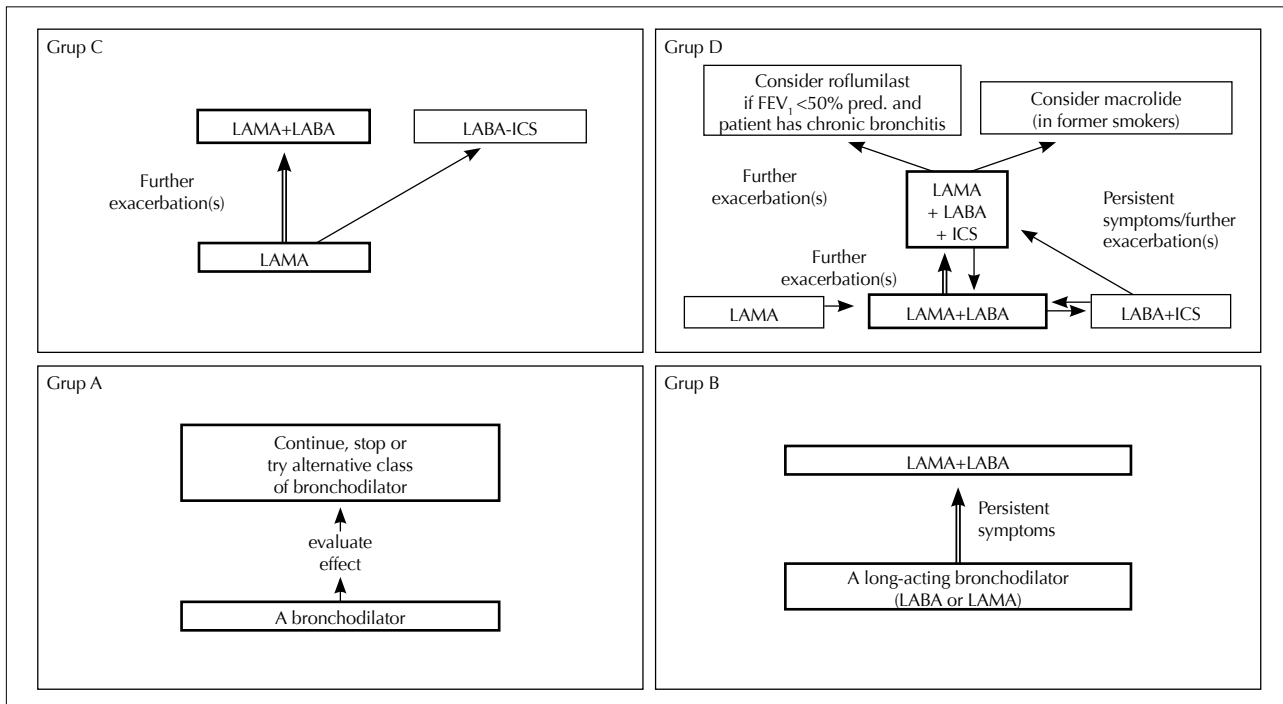 Grup C
LAMA+LABA
LABA-ICS
Further
exacerbation(s)
LAMA
Grup D
Consider roflumilast
if FEV₁ <50% pred. and
patient has chronic bronchitis
Consider macrolide
(in former smokers)
Further
exacerbation(s)
LAMA
+ LABA
+ ICS
Persistent
symptoms/further
exacerbation(s)
Further
exacerbation(s)
LAMA
LAMA+LABA
LABA+ICS
Grup A
Continue, stop or
try alternative class
of bronchodilator
evaluate
effect
A bronchodilator
Grup B
LAMA+LABA
Persistent
symptoms
A long-acting bronchodilator
(LABA or LAMA)